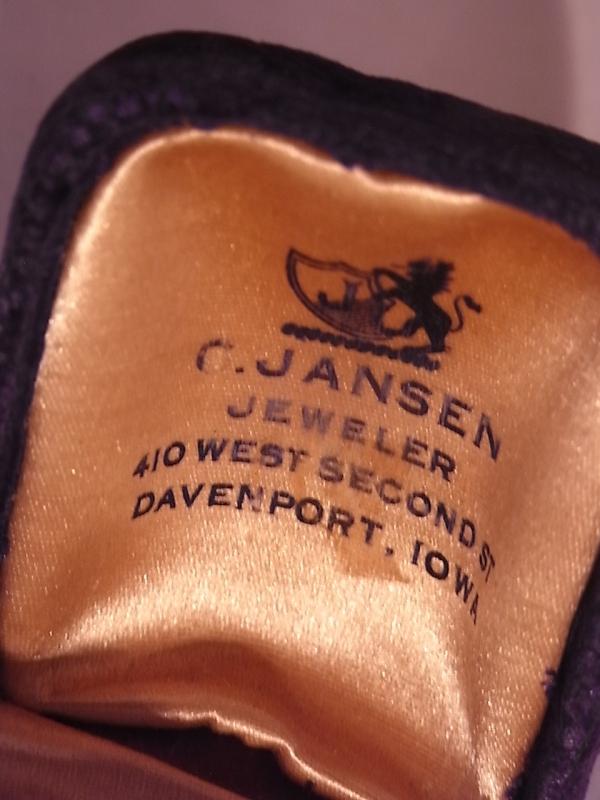 J
C. JANSEN
JEWELER
410 WEST SECOND ST
DAVENPORT, IOWA